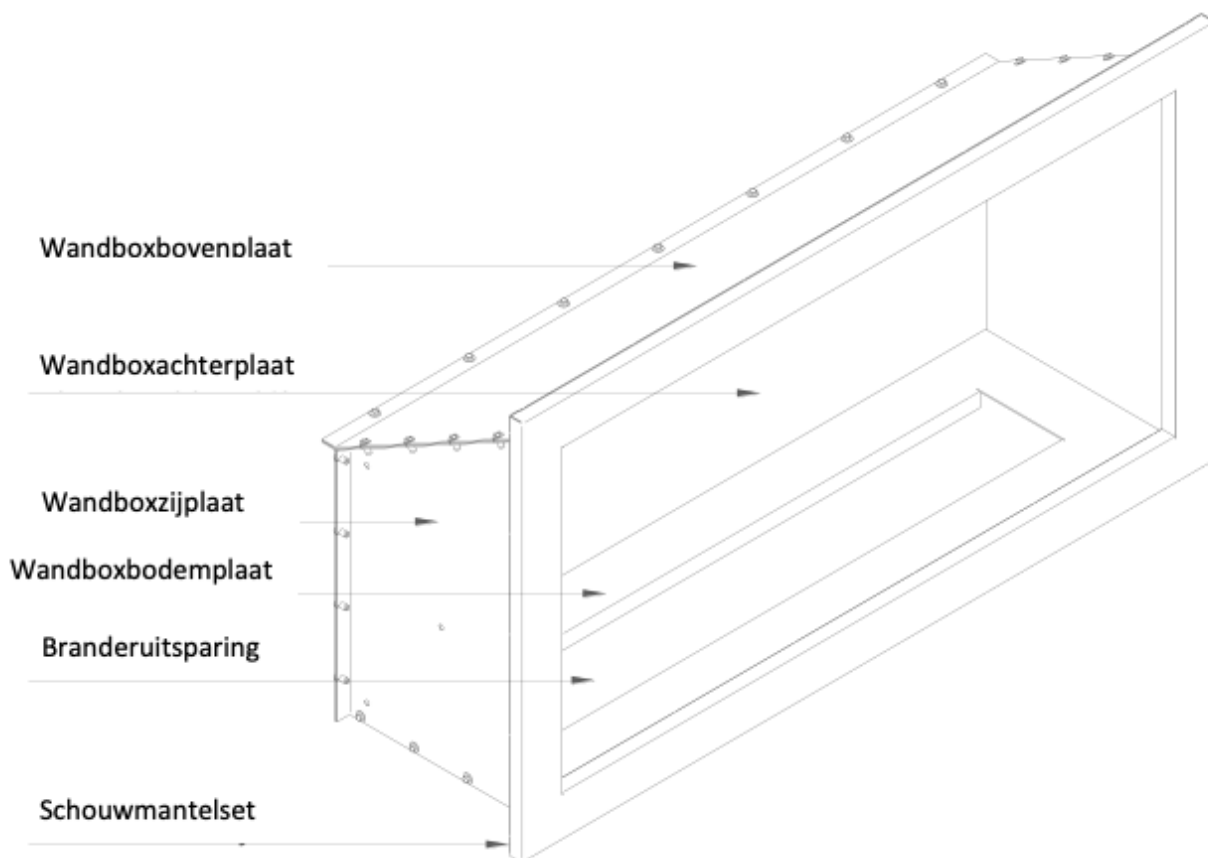 Wandboxbovenplaat
Wandboxachterplaat
Wandboxzijplaat
Wandboxbodemplaat
Branderuitsparing
Schouwmantelset